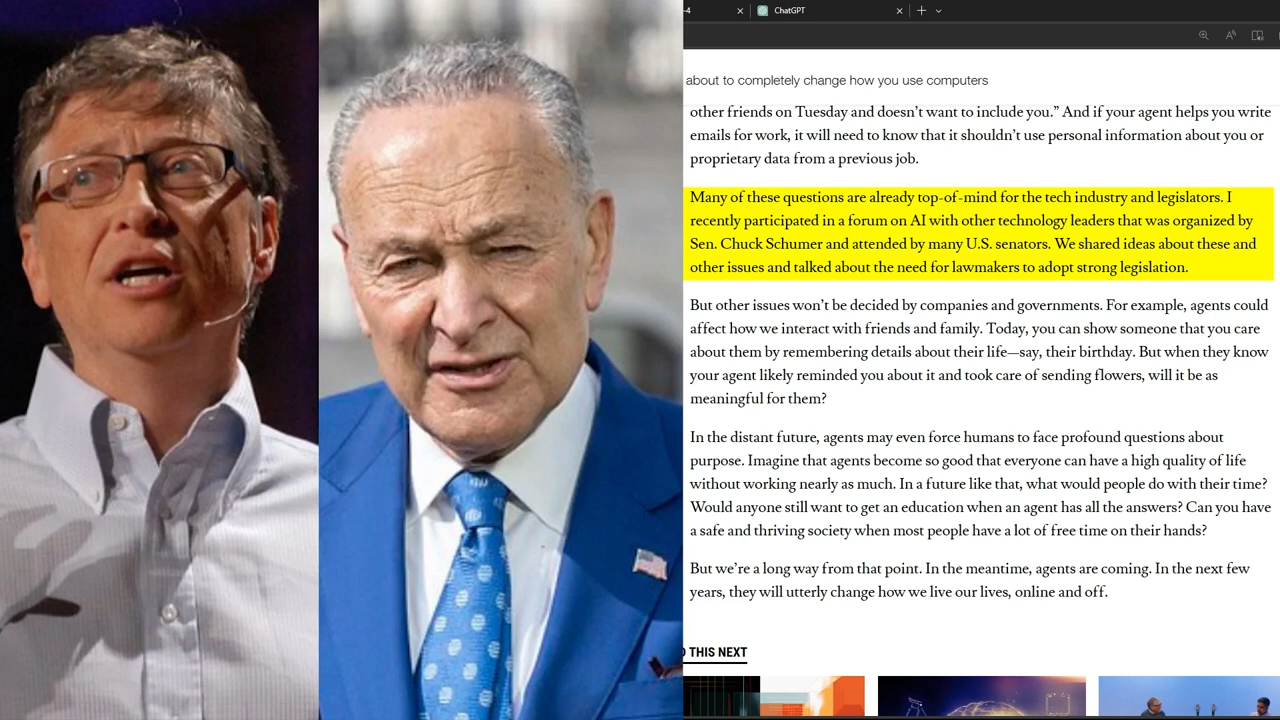 -4
ChatGPT
about to completely change how you use computers
other friends on Tuesday and doesn’t want to include you.” And if your agent helps you write
emails for work, it will need to know that it shouldn’t use personal information about you or
proprietary data from a previous job.
Many of these questions are already top-of-mind for the tech industry and legislators. I
recently participated in a forum on AI with other technology leaders that was organized by
Sen. Chuck Schumer and attended by many U.S. senators. We shared ideas about these and
other issues and talked about the need for lawmakers to adopt strong legislation.
But other issues won’t be decided by companies and governments. For example, agents could
affect how we interact with friends and family. Today, you can show someone that you care
about them by remembering details about their life—say, their birthday. But when they know
your agent likely reminded you about it and took care of sending flowers, will it be as
meaningful for them?
In the distant future, agents may even force humans to face profound questions about
purpose. Imagine that agents become so good that everyone can have a high quality of life
without working nearly as much. In a future like that, what would people do with their time?
Would anyone still want to get an education when an agent has all the answers? Can you have
a safe and thriving society when most people have a lot of free time on their hands?
But we’re a long way from that point. In the meantime, agents are coming. In the next few
years, they will utterly change how we live our lives, online and off.
THIS NEXT